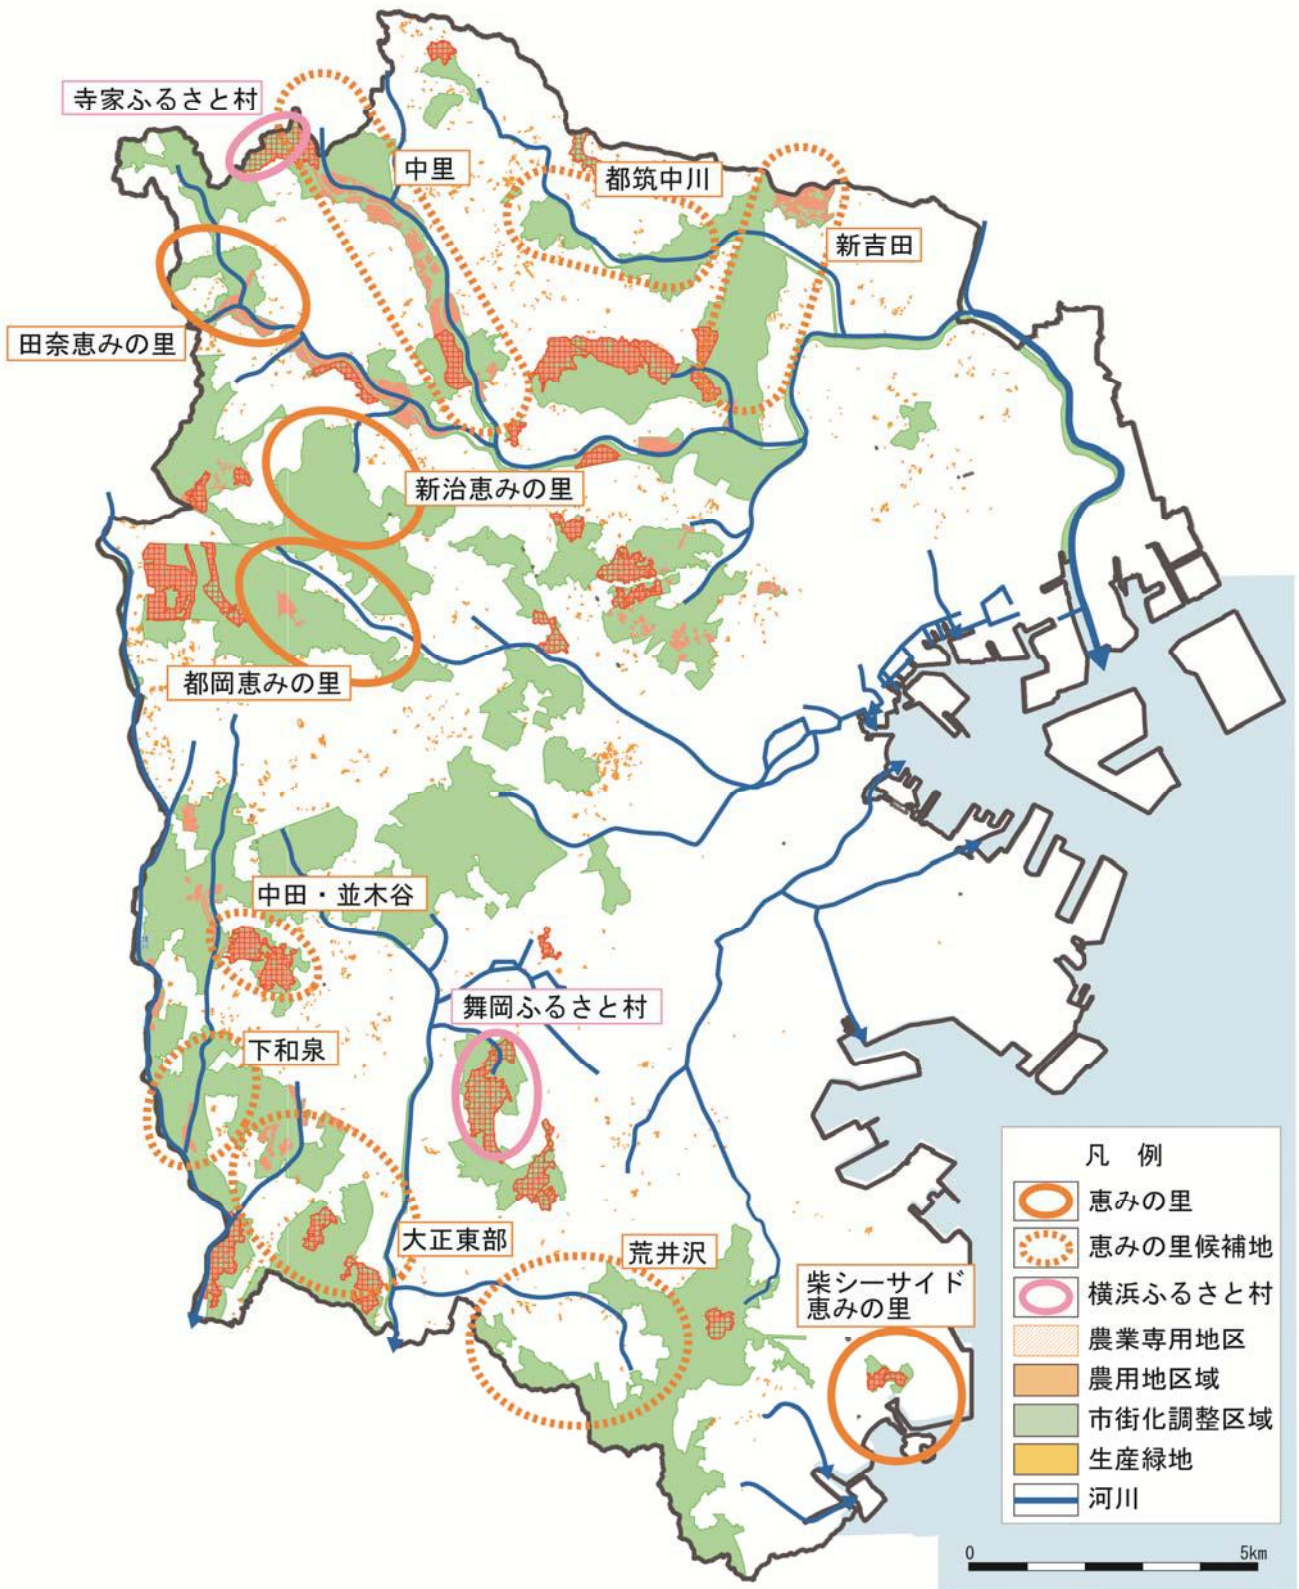 寺家ふるさと村
中里
都筑中川
新吉田
田奈恵みの里
新治恵みの里
都岡恵みの里
中田・並木谷
舞岡ふるさと村
下和泉
大正東部
荒井沢
柴シーサイド
恵みの里
凡 例
恵みの里
恵みの里候補地
横浜ふるさと村
農業専用地区
農用地区域
市街化調整区域
生産緑地
河川
0 5km